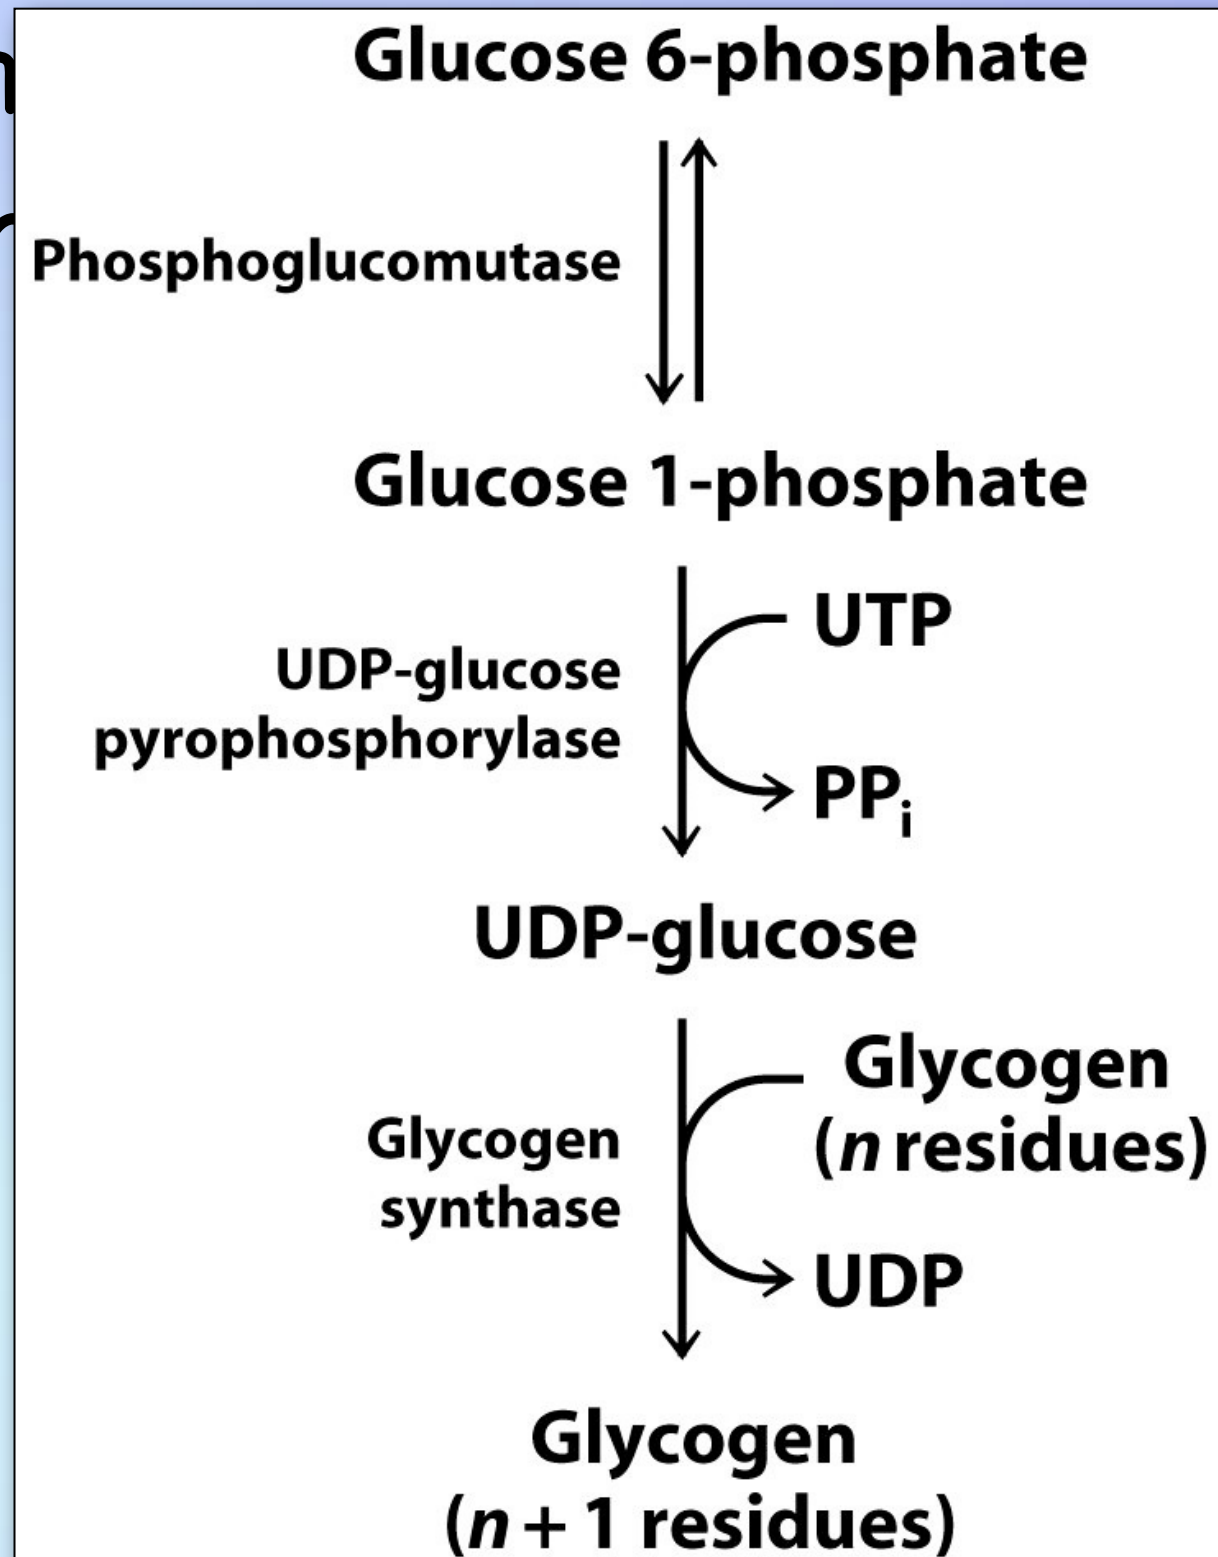 Glucose 6-phosphate
Phosphoglucomutase
Glucose 1-phosphate
UTP
UDP-glucose
pyrophosphorylase
PPi
UDP-glucose
Glycogen
(n residues)
Glycogen
synthase
UDP
Glycogen
(n + 1 residues)